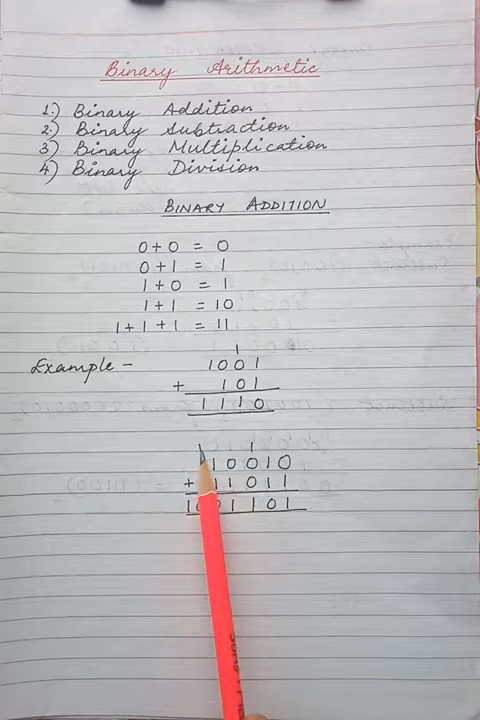 Binary Arithmetic
1.) Binary Addition
2.) Binary Subtraction
3) Binary Multiplication
4) Binary Division
BINARY ADDITION
0 + 0 = 0
0 + 1 = 1
1 + 0 = 1
1 + 1 = 10
1 + 1 + 1 = 11
1
Example - 1001
+ 101
1110
1 1
10010
+ 11011
101101